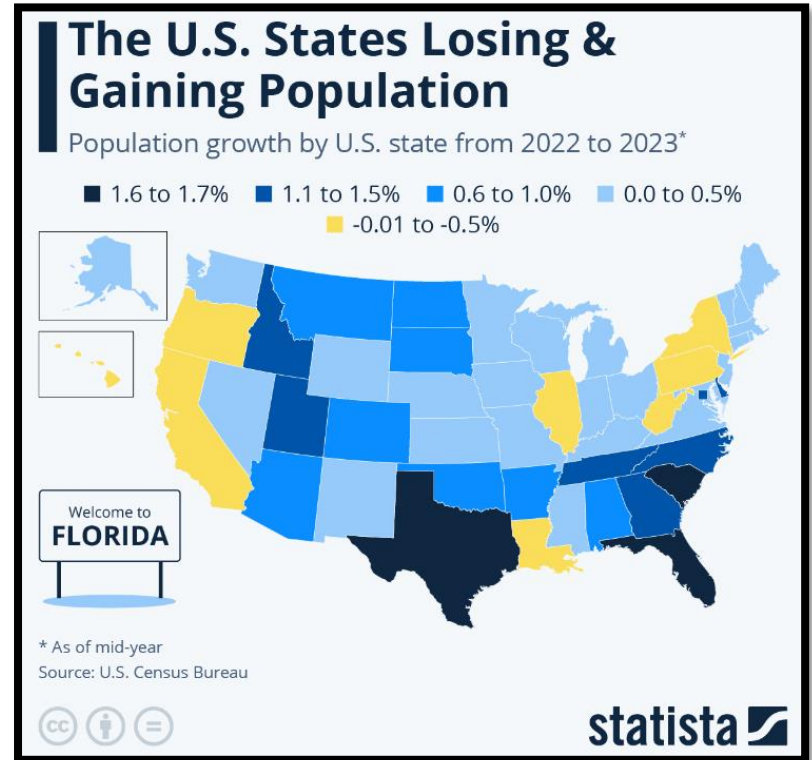 The U.S. States Losing &
Gaining Population
Population growth by U.S. state from 2022 to 2023*
1.6 to 1.7% 1.1 to 1.5% 0.6 to 1.0% 0.0 to 0.5%
-0.01 to -0.5%
Welcome to
FLORIDA
* As of mid-year
Source: U.S. Census Bureau
cc
statista